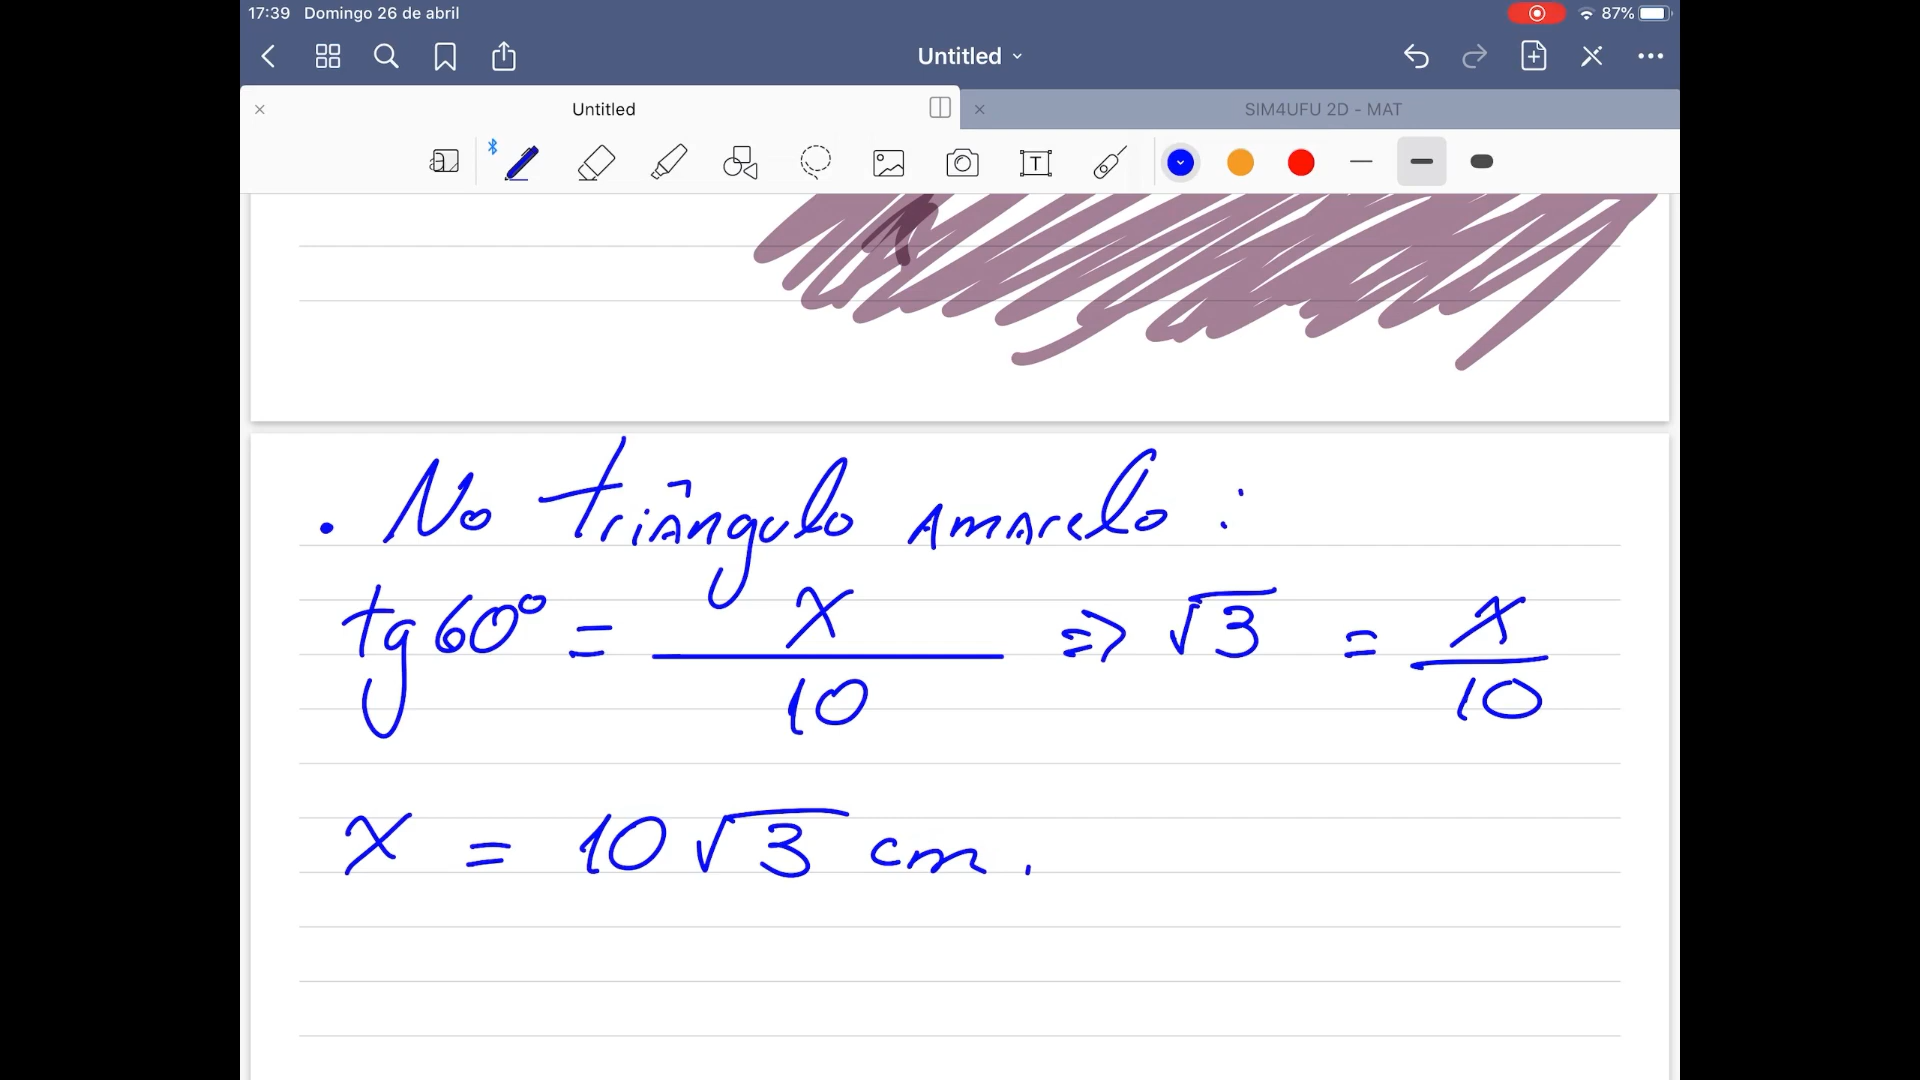 17:39 Domingo 26 de abril 87%
Untitled
Untitled SIM4UFU 2D - MAT
. No triângulo amarelo :
tg 60° = x/10 => √3 = x/10
x = 10 √3 cm .